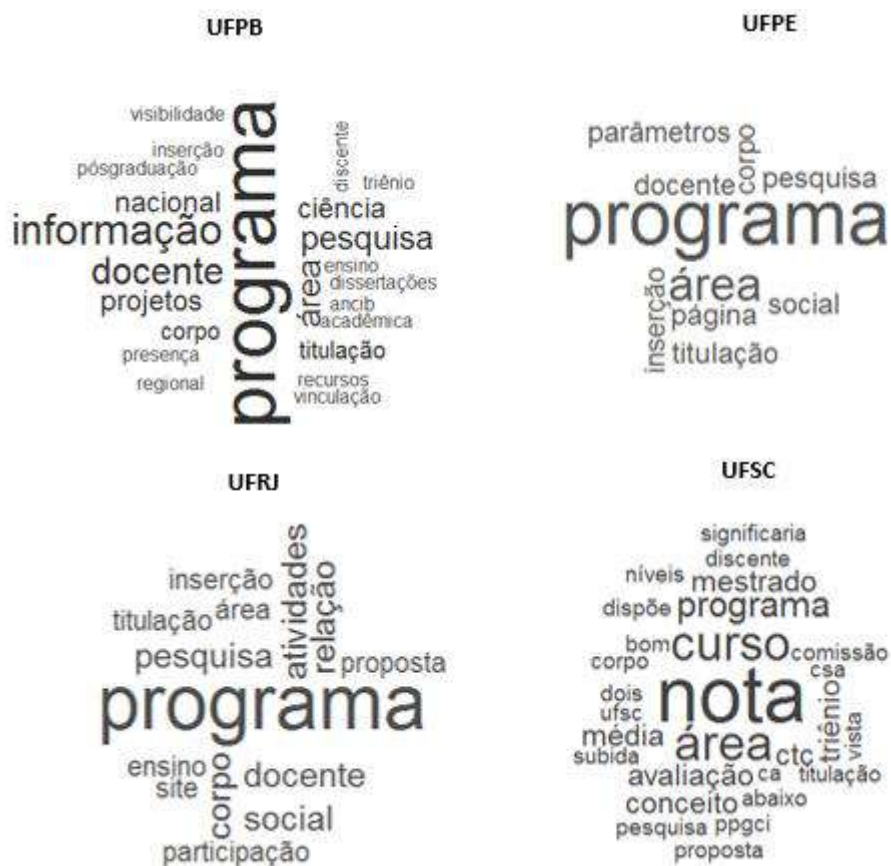 UFPB
visibilidade
inserção
pósgraduação
nacional
informação
docente
projetos
corpo
presença
regional
programa
discente
triênio
ciência
pesquisa
área
ensino
dissertações
ancib
acadêmica
titulação
recursos
vinculação
UFPE
parâmetros
corpo
docente
pesquisa
programa
inserção
área
página
social
titulação
UFRJ
inserção
atividades
relação
titulação
área
pesquisa
proposta
programa
ensino
site
corpo
docente
social
participação
UFSC
significaria
discente
níveis
mestrado
dispõe
programa
bom
curso
comissão
corpo
csa
dois
nota
triênio
vista
ufsc
média
área
ctc
subida
avaliação
ca
titulação
conceito
abaixo
pesquisa
ppgci
proposta